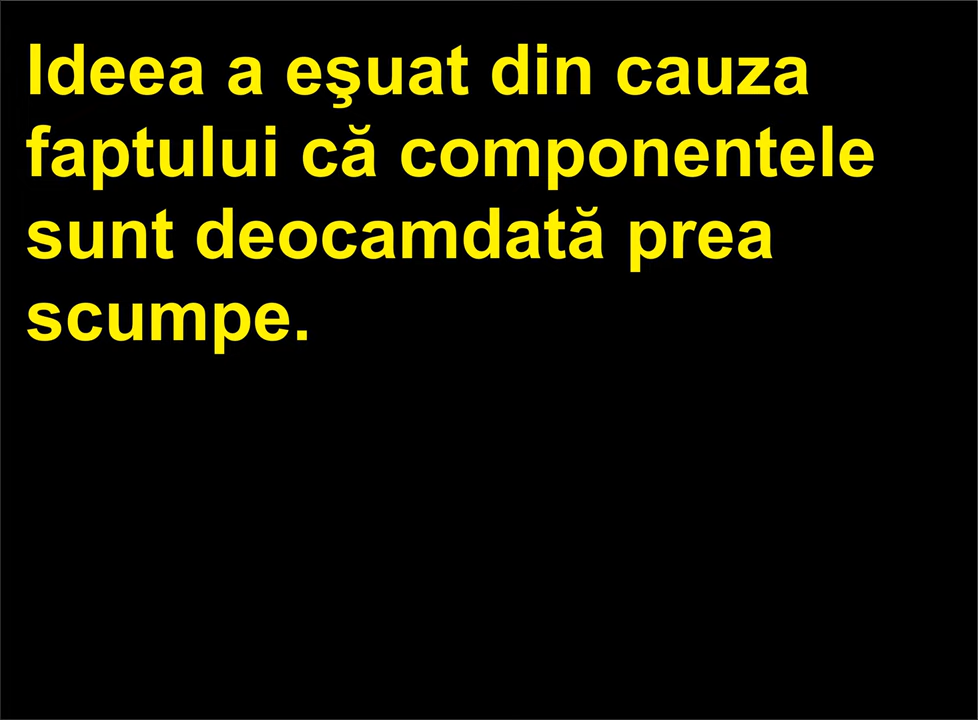 Ideea a eşuat din cauza
faptului că componentele
sunt deocamdată prea
scumpe.